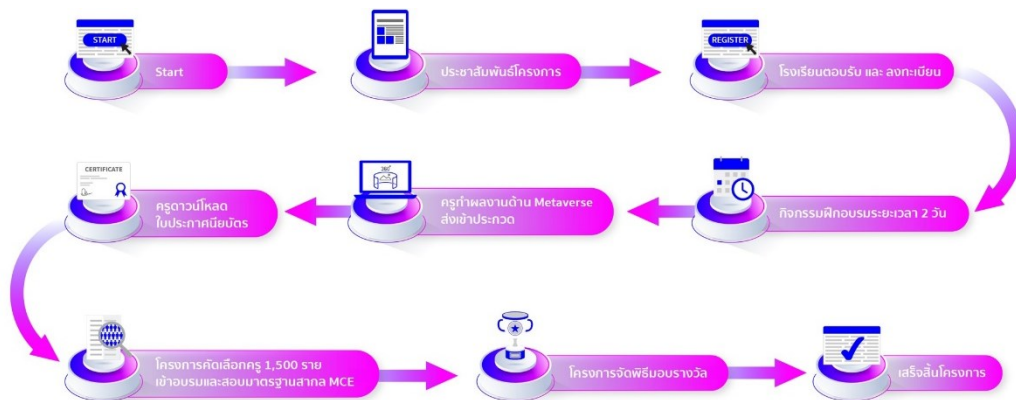 START
Start
ประชาสัมพันธ์โครงการ
REGISTER
โรงเรียนตอบรับ และ ลงทะเบียน
กิจกรรมฝึกอบรมระยะเวลา 2 วัน
360°
ครูทำผลงานด้าน Metaverse
ส่งเข้าประกวด
CERTIFICATE
ครูดาวน์โหลด
ใบประกาศนียบัตร
โครงการคัดเลือกครู 1,500 ราย
เข้าอบรมและสอบมาตรฐานสากล MCE
1
โครงการจัดพิธีมอบรางวัล
เสร็จสิ้นโครงการ